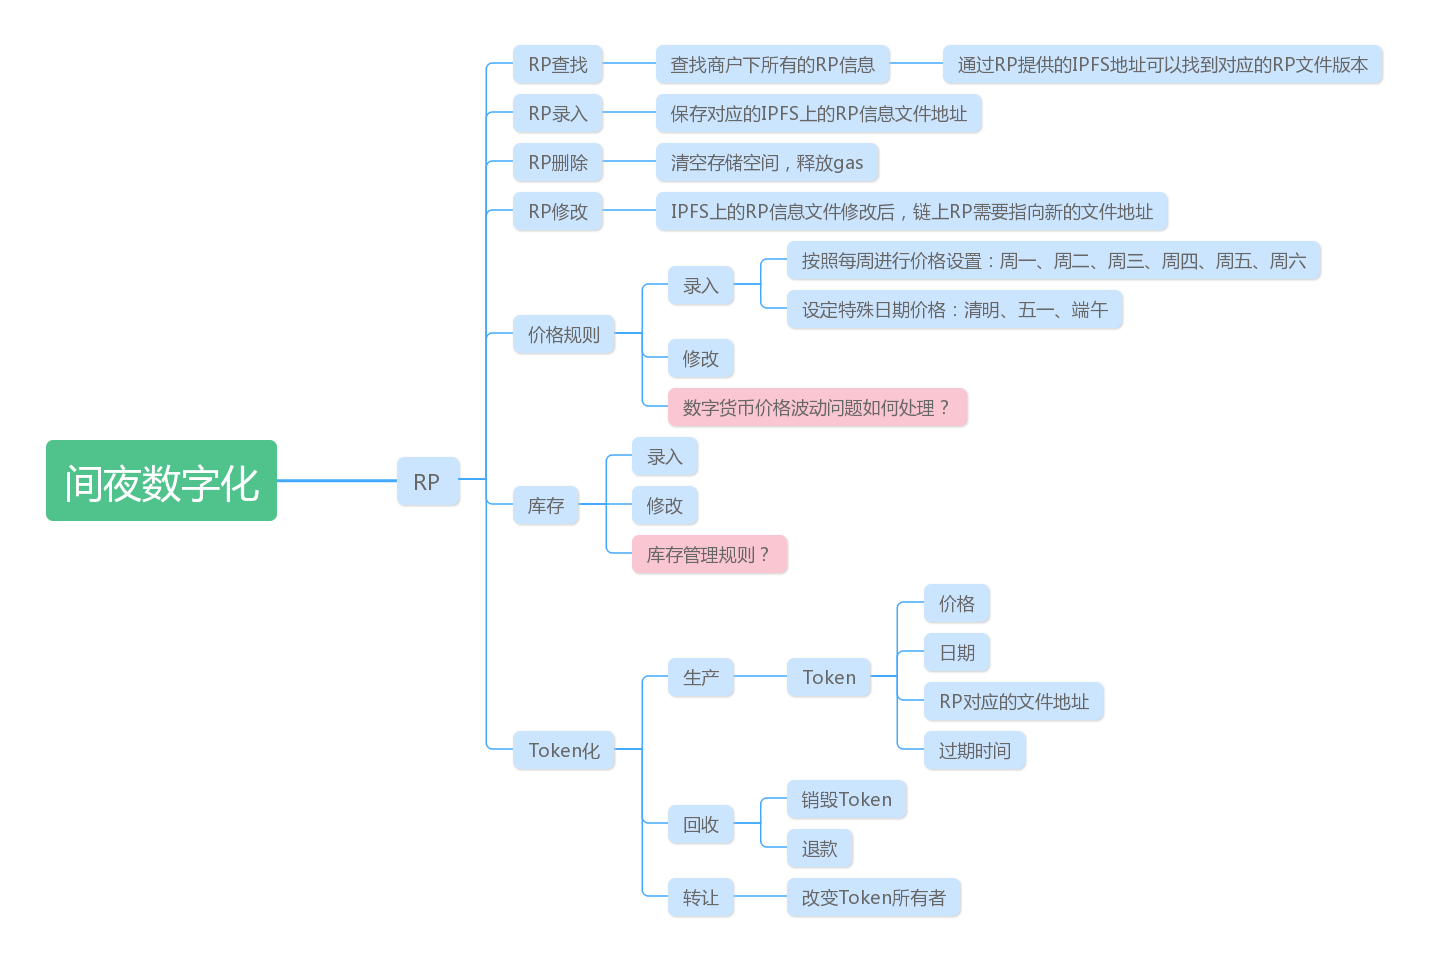 间夜数字化
RP
RP查找
查找商户下所有的RP信息
通过RP提供的IPFS地址可以找到对应的RP文件版本
RP录入
保存对应的IPFS上的RP信息文件地址
RP删除
清空存储空间，释放gas
RP修改
IPFS上的RP信息文件修改后，链上RP需要指向新的文件地址
价格规则
录入
按照每周进行价格设置：周一、周二、周三、周四、周五、周六
设定特殊日期价格：清明、五一、端午
修改
数字货币价格波动问题如何处理？
库存
录入
修改
库存管理规则？
Token化
生产
Token
价格
日期
RP对应的文件地址
过期时间
回收
销毁Token
退款
转让
改变Token所有者